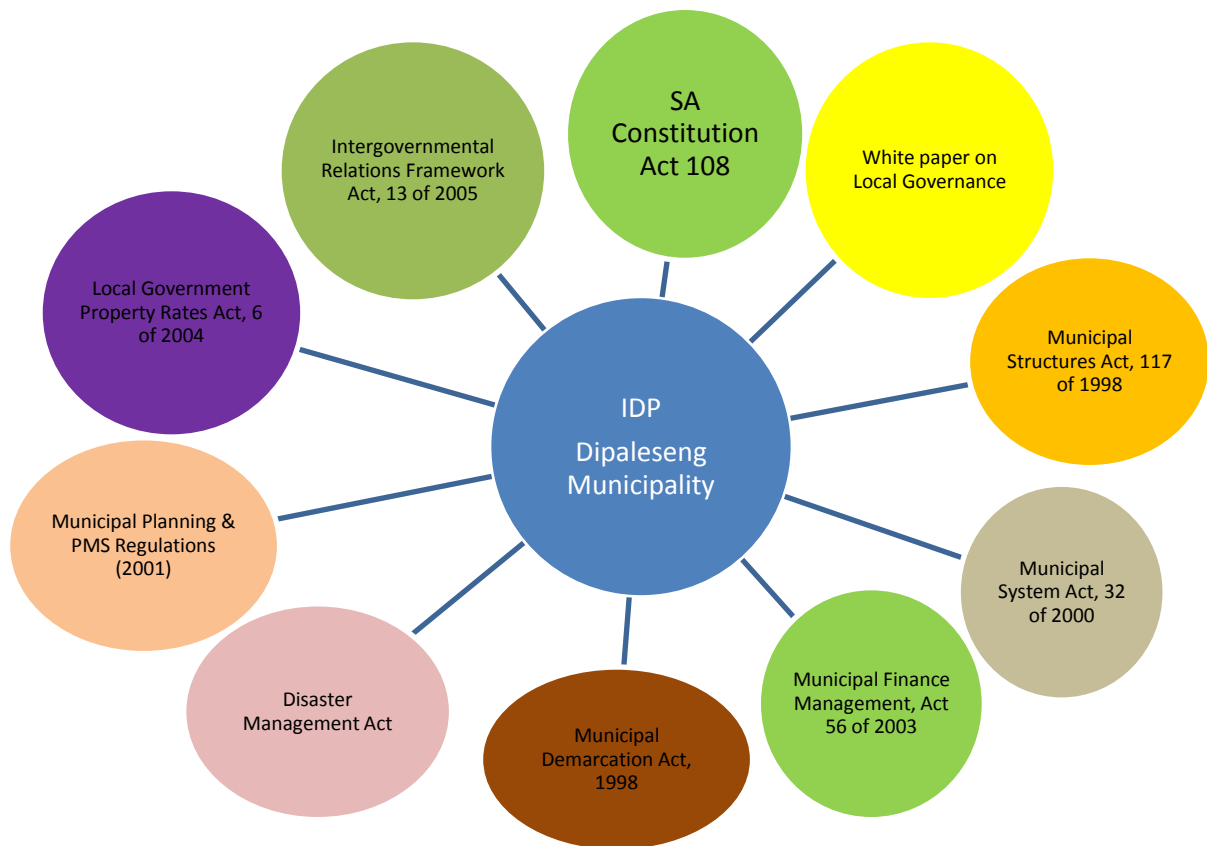 SA
Constitution
Act 108
White paper on
Local Governance
Municipal
Structures Act, 117
of 1998
Municipal
System Act, 32
of 2000
Municipal Finance
Management, Act
56 of 2003
Municipal
Demarcation Act,
1998
Disaster
Management Act
Municipal Planning &
PMS Regulations
(2001)
Local Government
Property Rates Act, 6
of 2004
Intergovernmental
Relations Framework
Act, 13 of 2005
IDP
Dipaleseng
Municipality